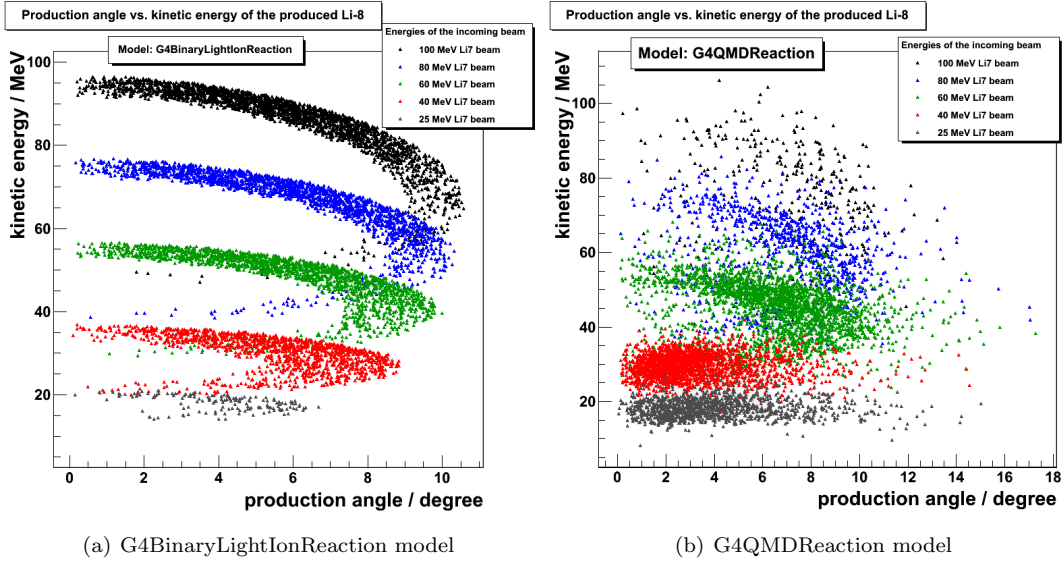 Production angle vs. kinetic energy of the produced Li-8
Model: G4BinaryLightIonReaction
Energies of the incoming beam
100 MeV Li7 beam
80 MeV Li7 beam
60 MeV Li7 beam
40 MeV Li7 beam
25 MeV Li7 beam
kinetic energy / MeV
100
80
60
40
20
0 2 4 6 8 10
production angle / degree
(a) G4BinaryLightIonReaction model
Production angle vs. kinetic energy of the produced Li-8
Model: G4QMDReaction
Energies of the incoming beam
100 MeV Li7 beam
80 MeV Li7 beam
60 MeV Li7 beam
40 MeV Li7 beam
25 MeV Li7 beam
kinetic energy / MeV
100
80
60
40
20
0 2 4 6 8 10 12 14 16 18
production angle / degree
(b) G4QMDReaction model